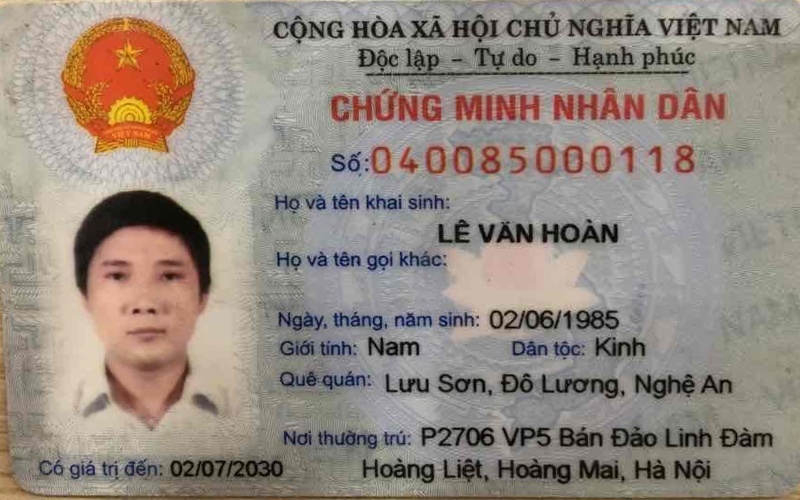 CỘNG HÒA XÃ HỘI CHỦ NGHĨA VIỆT NAM
Độc lập - Tự do - Hạnh phúc
CHỨNG MINH NHÂN DÂN
Số: 040085000118
Họ và tên khai sinh:
LÊ VĂN HOÀN
Họ và tên gọi khác:
Ngày, tháng, năm sinh: 02/06/1985
Giới tính: Nam Dân tộc: Kinh
Quê quán: Lưu Sơn, Đô Lương, Nghệ An
Nơi thường trú: P2706 VP5 Bán Đảo Linh Đàm
Hoàng Liệt, Hoàng Mai, Hà Nội
Có giá trị đến: 02/07/2030
VIỆT NAM